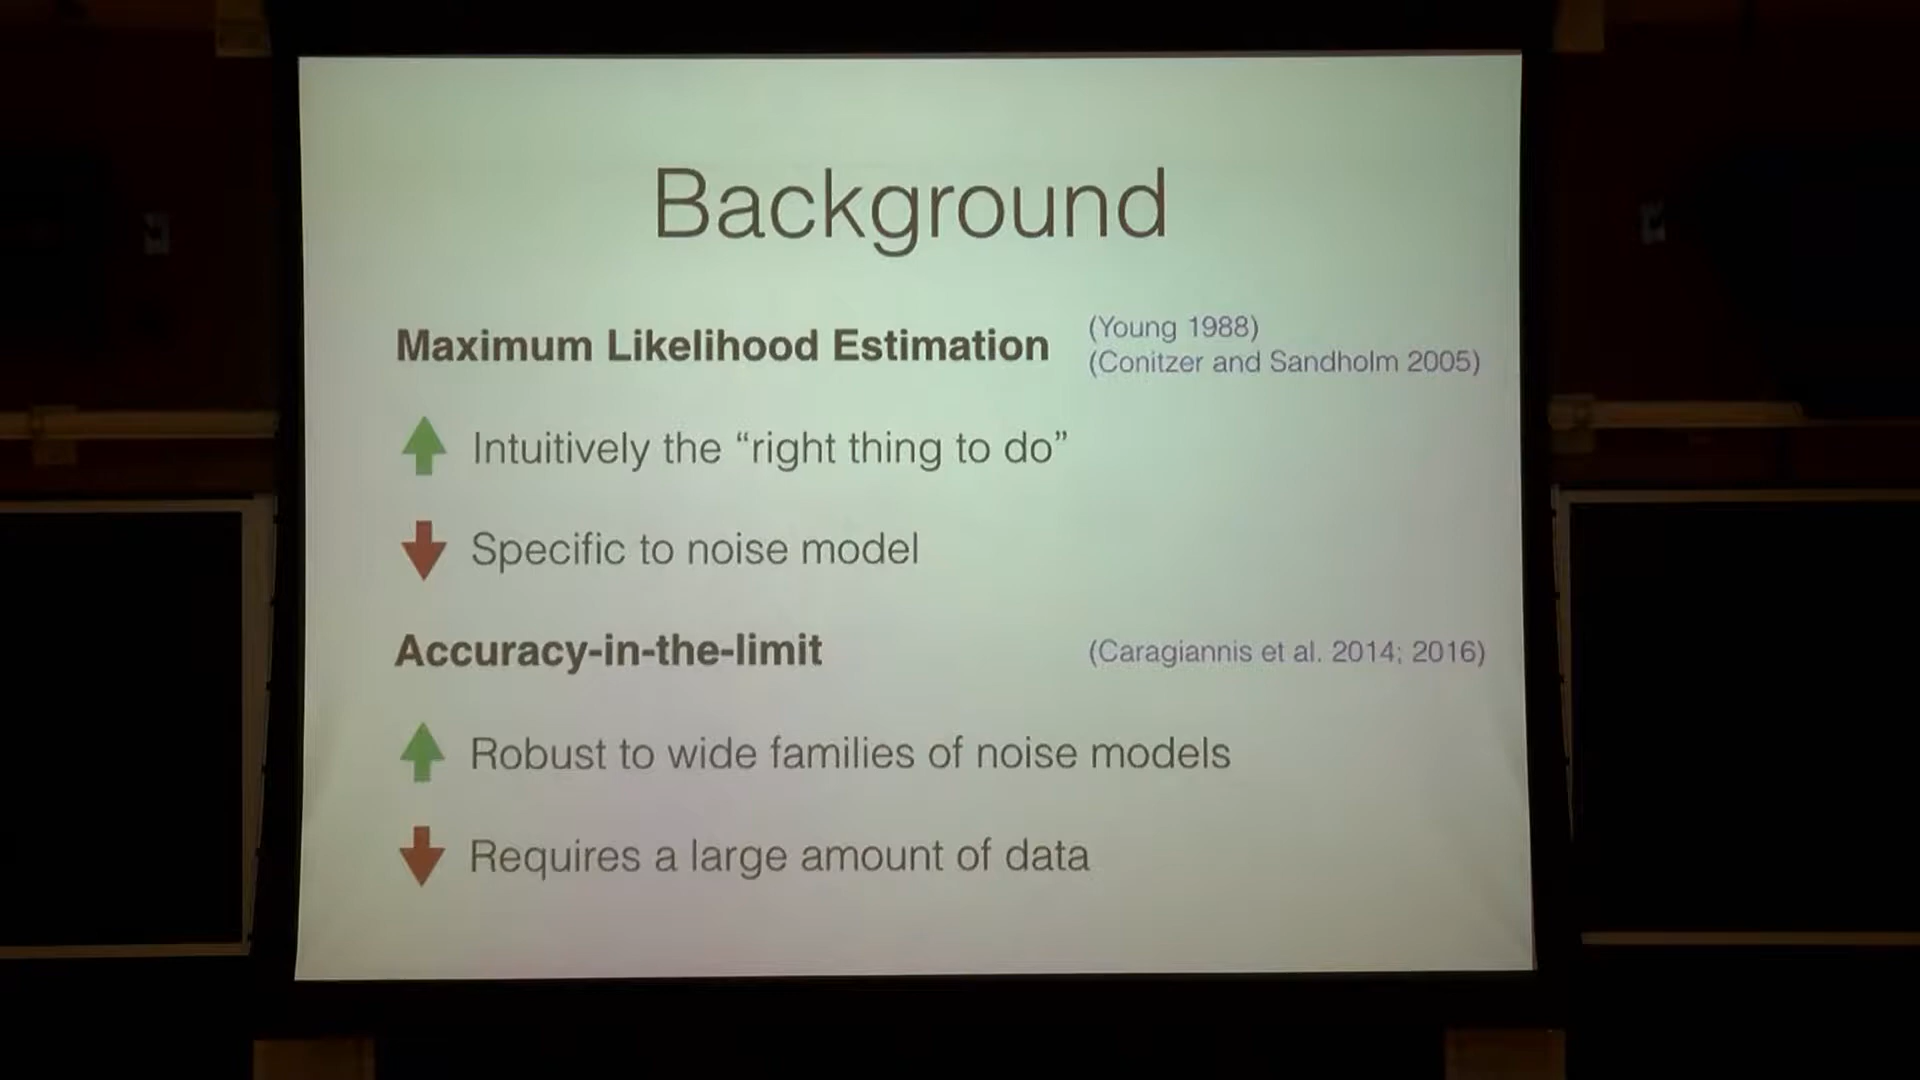 Background
Maximum Likelihood Estimation
(Young 1988)
(Conitzer and Sandholm 2005)
Intuitively the “right thing to do”
Specific to noise model
Accuracy-in-the-limit
(Caragiannis et al. 2014; 2016)
Robust to wide families of noise models
Requires a large amount of data